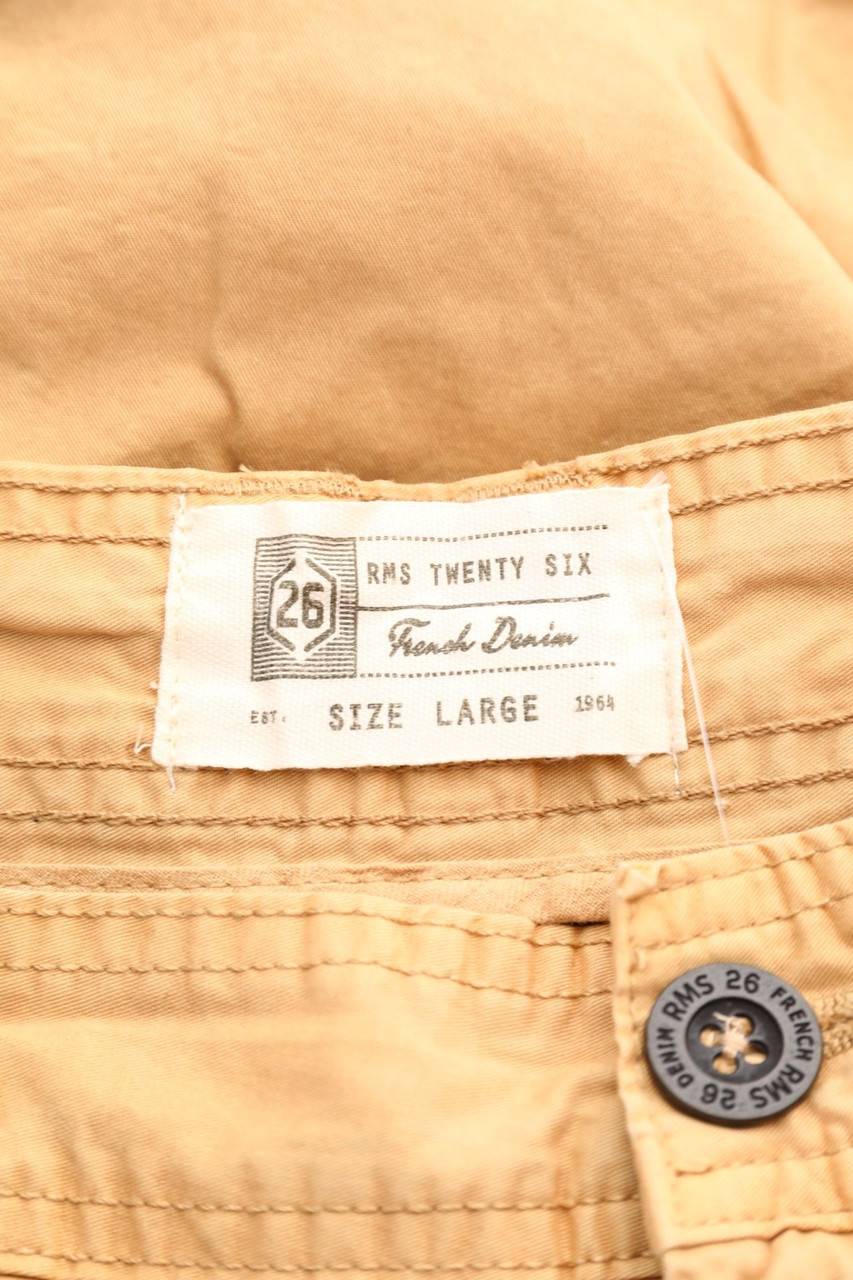 26
RMS TWENTY SIX
French Denim
EST. SIZE LARGE 1964
RMS 26 FRENCH RMS 26 DENIM